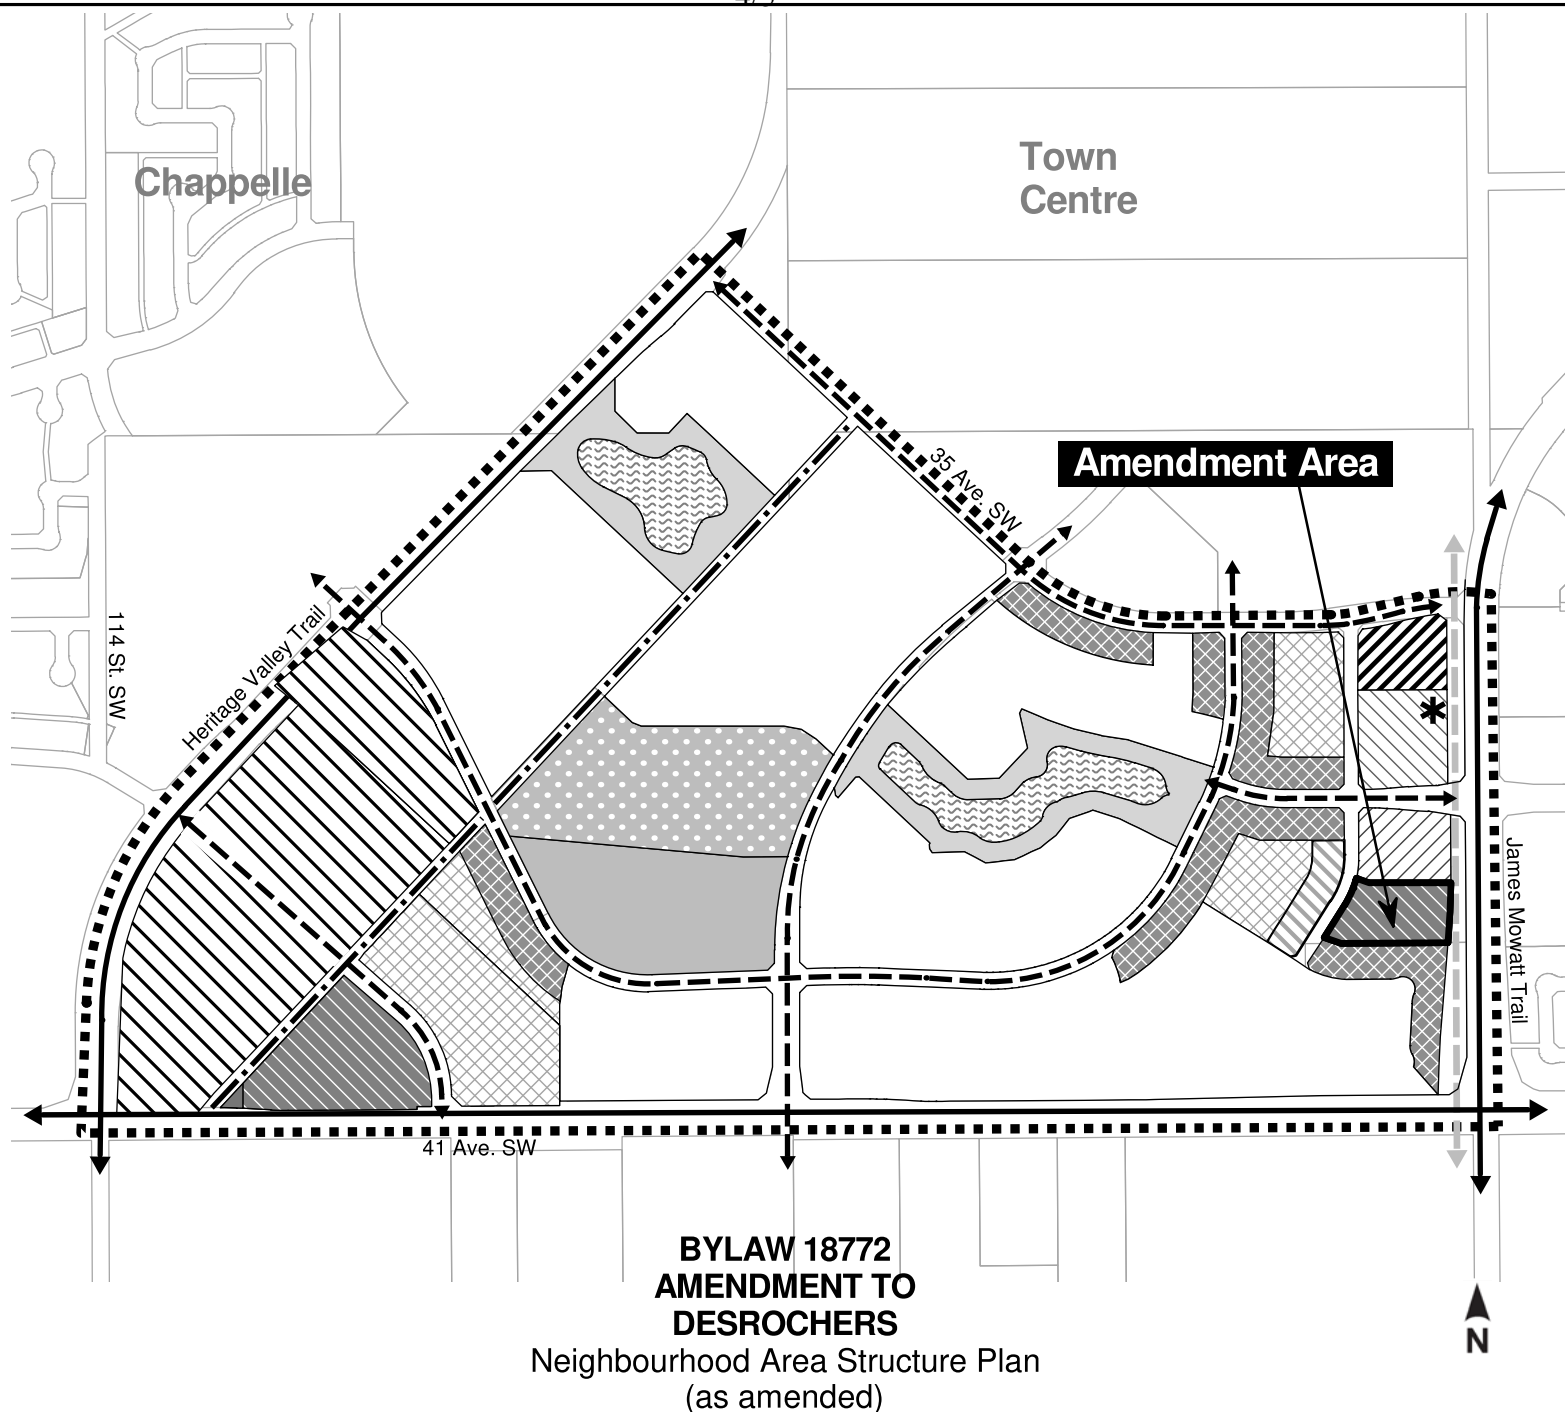 Chappelle
Town
Centre
35 Ave. SW
Amendment Area
114 St. SW
Heritage Valley Trail
*
James Mowatt Trail
41 Ave. SW
BYLAW 18772
AMENDMENT TO
DESROCHERS
Neighbourhood Area Structure Plan
(as amended)
N